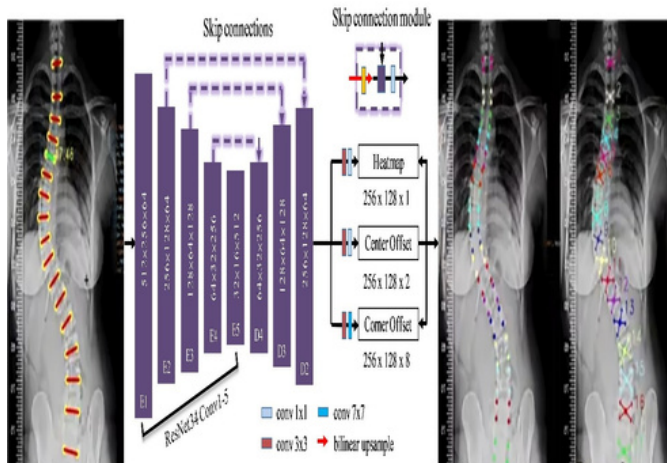 Skip connections
Skip connection module
512x256x64
256x128x64
128x64x128
64x32x256
32x16x512
64x32x256
128x64x128
256x128x64
E1
E2
E3
E4
E5
D4
D3
D2
ResNet34 Conv1-5
Heatmap
256 x 128 x 1
Center Offset
256 x 128 x 2
Corner Offset
256 x 128 x 8
conv 1x1
conv 7x7
conv 3x3
bilinear upsample